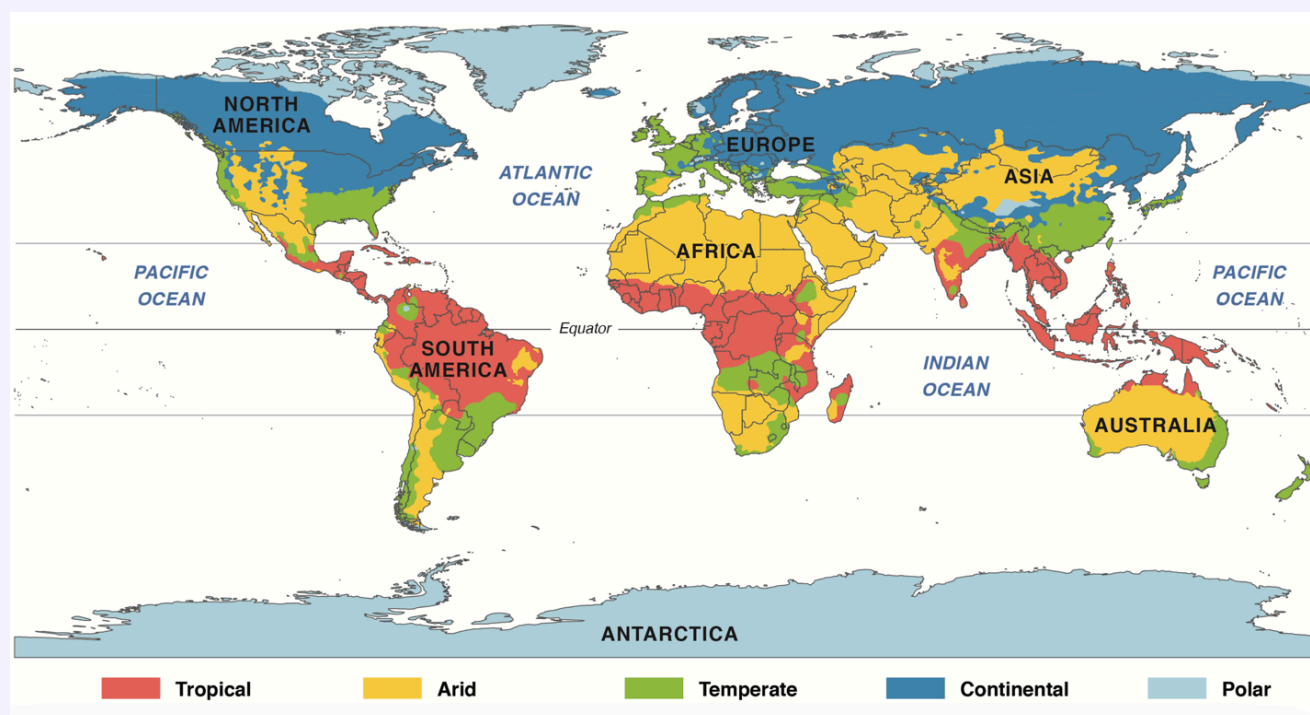 NORTH
AMERICA
EUROPE
ATLANTIC
OCEAN
ASIA
AFRICA
PACIFIC
OCEAN
PACIFIC
OCEAN
Equator
SOUTH
AMERICA
INDIAN
OCEAN
AUSTRALIA
ANTARCTICA
Tropical
Arid
Temperate
Continental
Polar